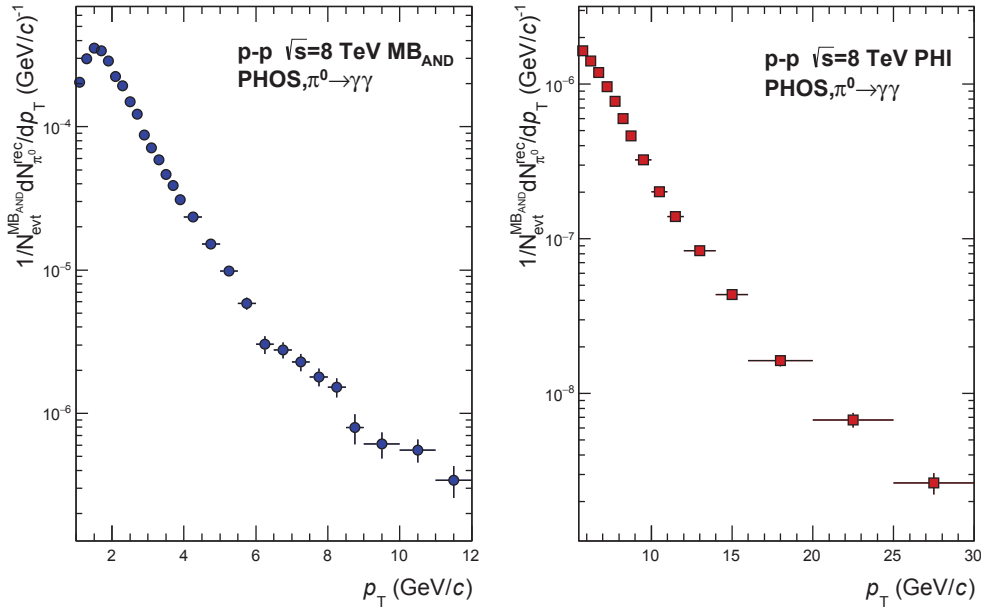 p-p √s=8 TeV MB_AND
PHOS,π⁰→γγ
1/N_evt^MB_AND dN_π⁰^rec/dp_T (GeV/c)⁻¹
10⁻⁴
10⁻⁵
10⁻⁶
2 4 6 8 10 12
p_T (GeV/c)
p-p √s=8 TeV PHI
PHOS,π⁰→γγ
1/N_evt^MB_AND dN_π⁰^rec/dp_T (GeV/c)⁻¹
10⁻⁶
10⁻⁷
10⁻⁸
10 15 20 25 30
p_T (GeV/c)